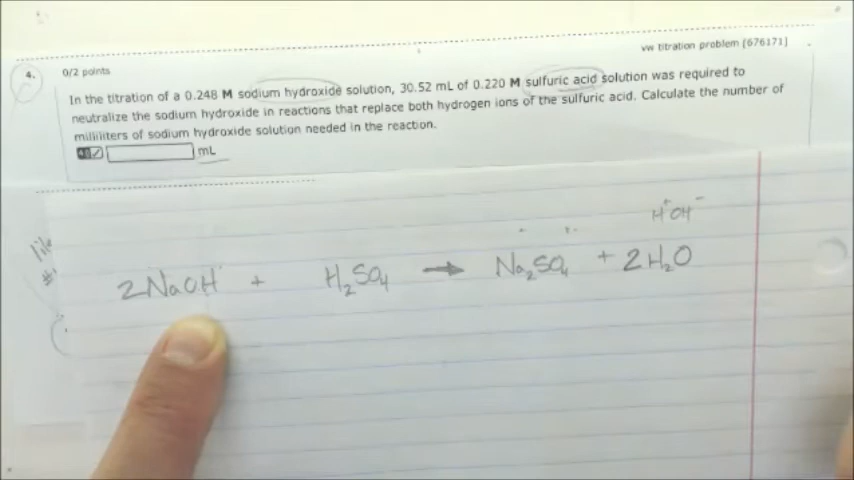 vw titration problem [676171]
4. 0/2 points
In the titration of a 0.248 M sodium hydroxide solution, 30.52 mL of 0.220 M sulfuric acid solution was required to
neutralize the sodium hydroxide in reactions that replace both hydrogen ions of the sulfuric acid. Calculate the number of
milliliters of sodium hydroxide solution needed in the reaction.
mL
H⁺OH⁻
2NaOH + H₂SO₄ → Na₂SO₄ + 2H₂O